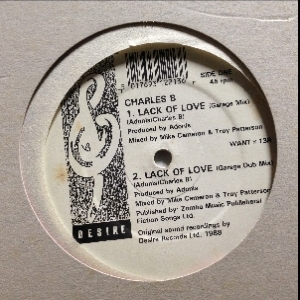 SIDE ONE
45 rpm
CHARLES B
1. LACK OF LOVE (Garage Mix)
(Adonis/Charles B)
Produced by Adonis
Mixed by Mike Cameron & Troy Patterson
WANT x 13A
2. LACK OF LOVE (Garage Dub Mix)
(Adonis/Charles B)
Produced by Adonis
Mixed by Mike Cameron & Troy Patterson
Published by: Zomba Music Publishers/
Fiction Songs Ltd.
Original sound recordings by
Desire Records Ltd. 1988
DESIRE